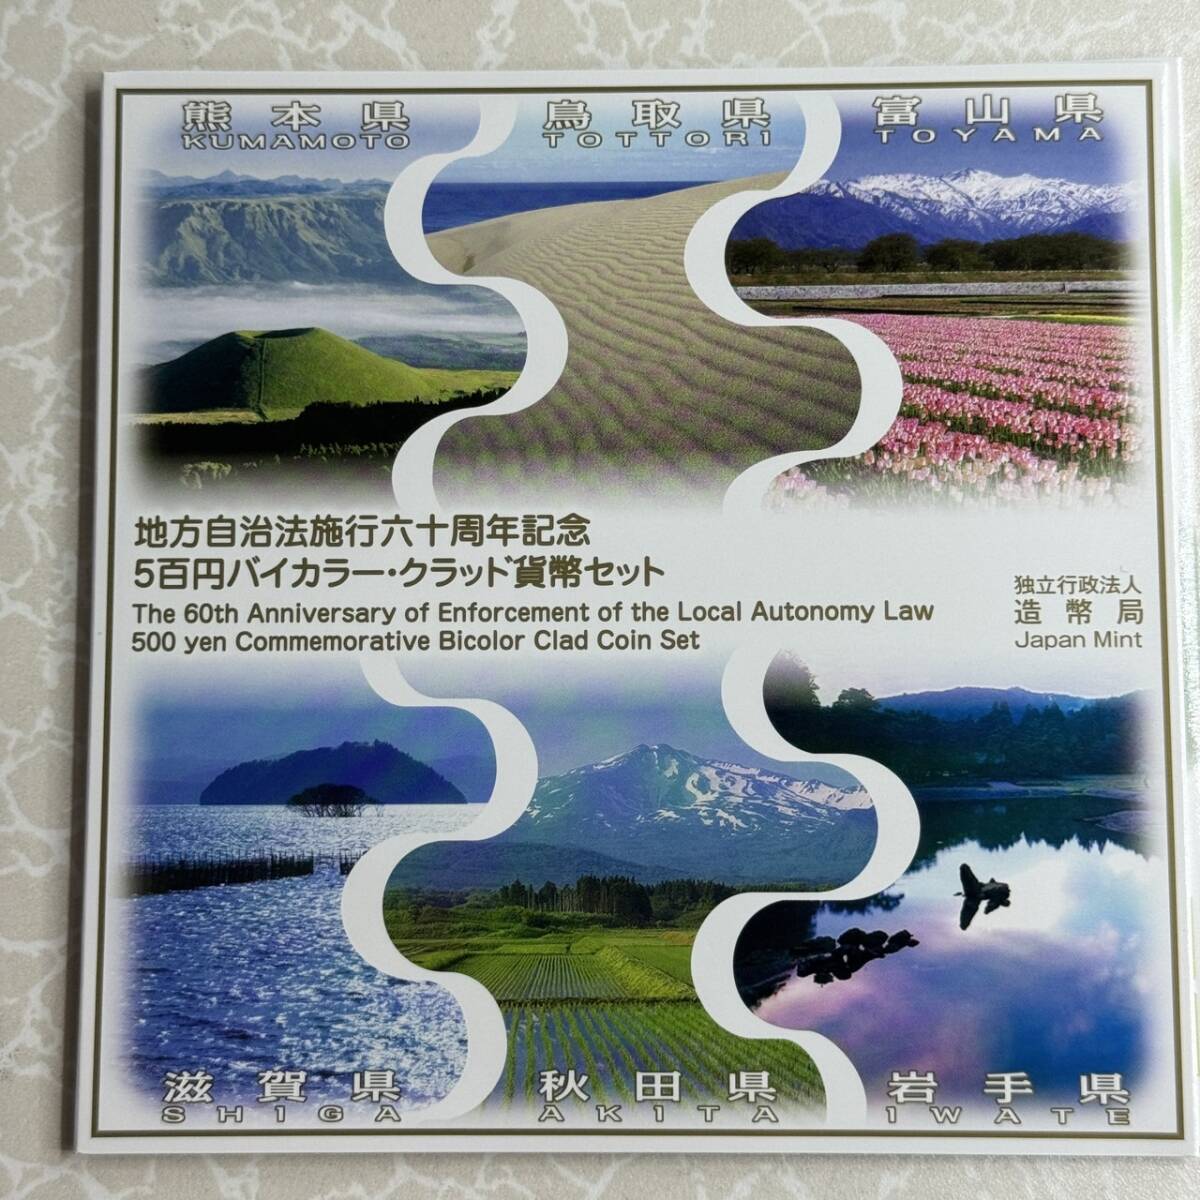 熊本県
KUMAMOTO
鳥取県
TOTTORI
富山県
TOYAMA
地方自治法施行六十周年記念
5百円バイカラー・クラッド貨幣セット
The 60th Anniversary of Enforcement of the Local Autonomy Law
500 yen Commemorative Bicolor Clad Coin Set
独立行政法人
造幣局
Japan Mint
滋賀県
SHIGA
秋田県
AKITA
岩手県
IWATE